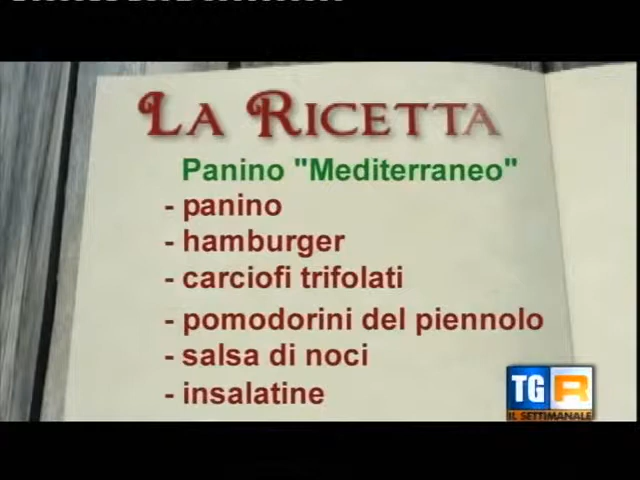 La Ricetta
Panino "Mediterraneo"
- panino
- hamburger
- carciofi trifolati
- pomodorini del piennolo
- salsa di noci
- insalatine
TG R
IL SETTIMANALE